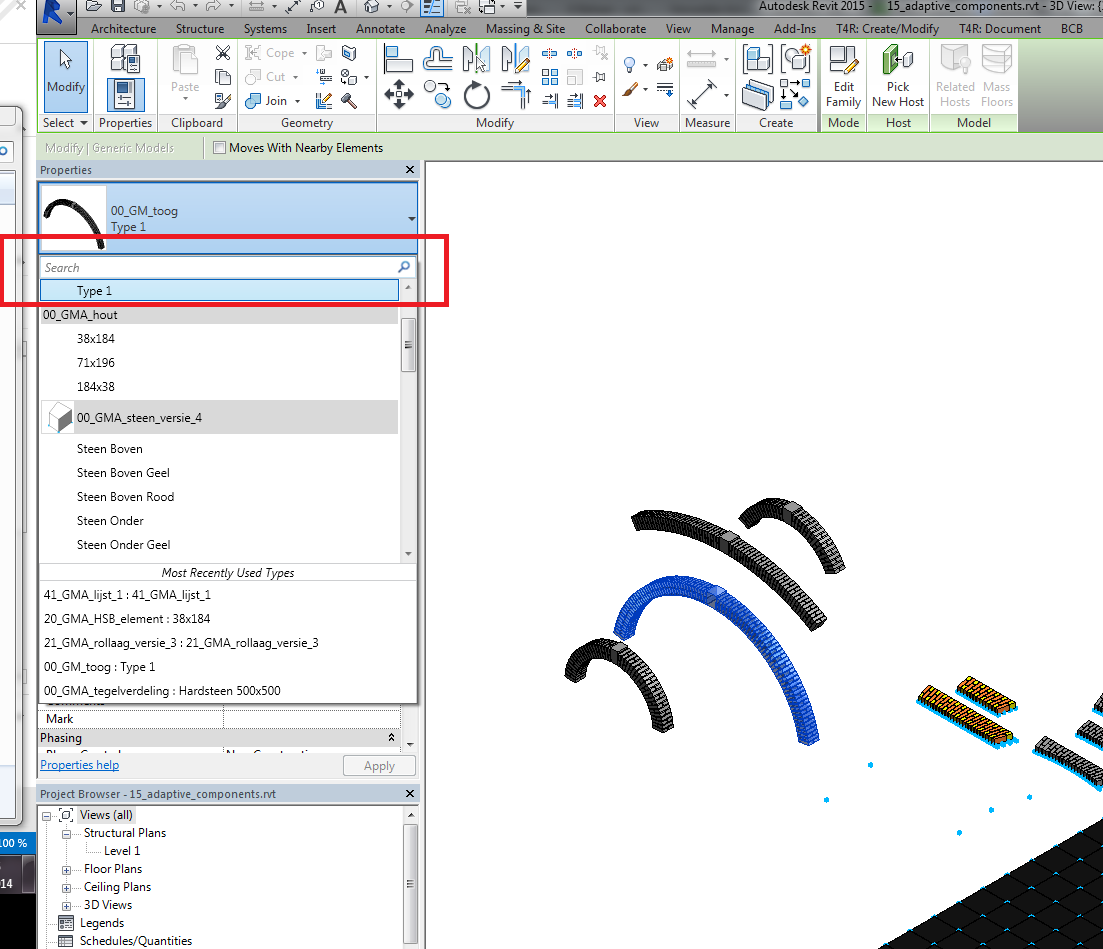 Autodesk Revit 2015 - 15_adaptive_components.rvt - 3D View: {
Architecture Structure Systems Insert Annotate Analyze Massing & Site Collaborate View Manage Add-Ins T4R: Create/Modify T4R: Document BCB
Modify
Paste
Cope
Cut
Join
Edit Family
Pick New Host
Related Hosts
Mass Floors
Select Properties Clipboard Geometry Modify View Measure Create Mode Host Model
Modify | Generic Models Moves With Nearby Elements
Properties
00_GM_toog
Type 1
Search
Type 1
00_GMA_hout
38x184
71x196
184x38
00_GMA_steen_versie_4
Steen Boven
Steen Boven Geel
Steen Boven Rood
Steen Onder
Steen Onder Geel
Most Recently Used Types
41_GMA_lijst_1 : 41_GMA_lijst_1
20_GMA_HSB_element : 38x184
21_GMA_rollaag_versie_3 : 21_GMA_rollaag_versie_3
00_GM_toog : Type 1
00_GMA_tegelverdeling : Hardsteen 500x500
Mark
Phasing
Properties help Apply
Project Browser - 15_adaptive_components.rvt
Views (all)
Structural Plans
100 %
Level 1
Floor Plans
14
Ceiling Plans
3D Views
Legends
Schedules/Quantities